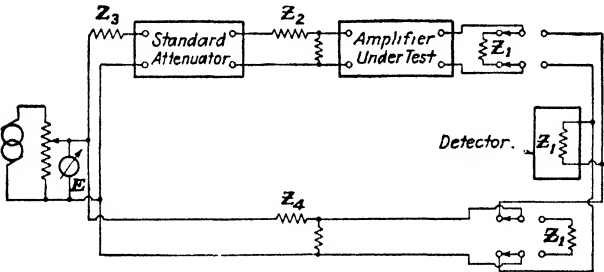 Z3
Z2
Standard
Attenuator
Amplifier
Under Test
Z1
Detector.
Z1
E
Z4
Z1